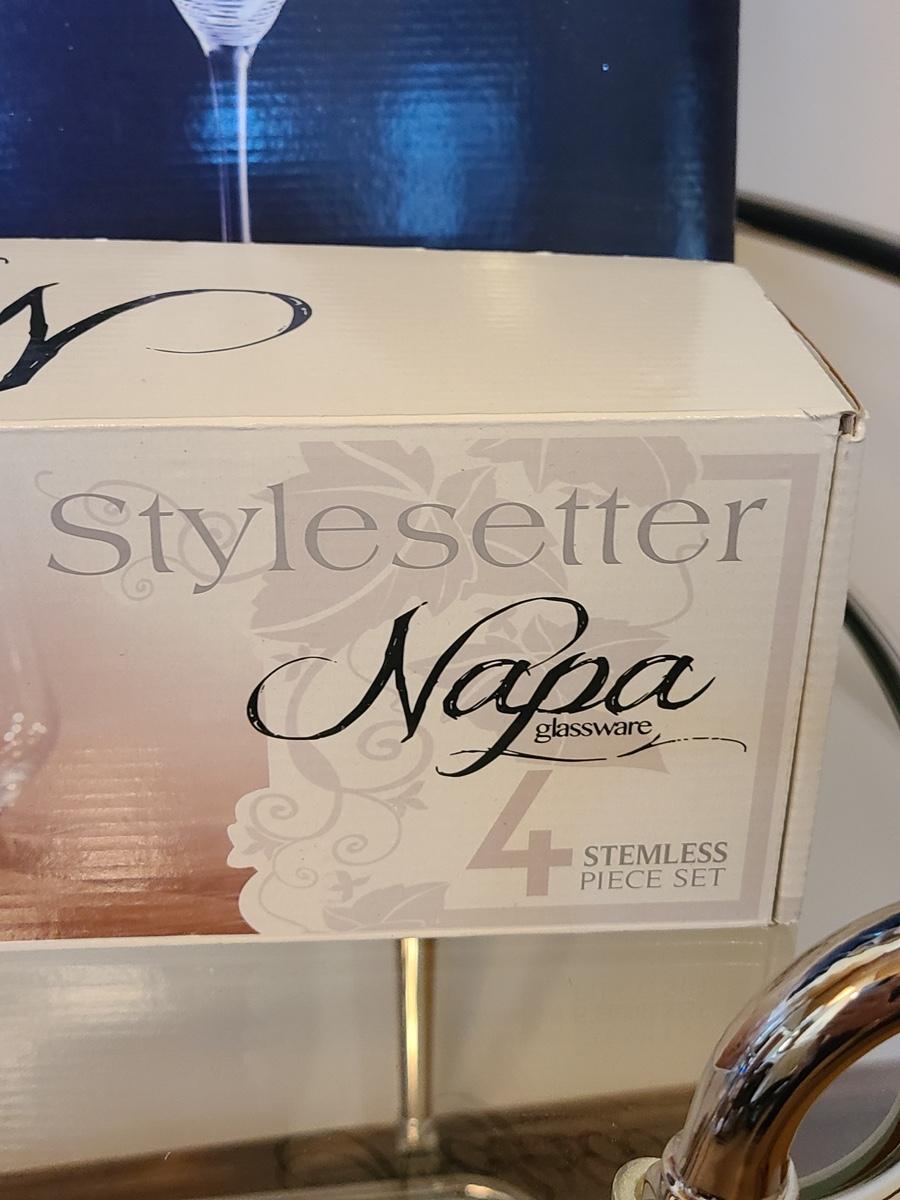 Stylesetter
Napa
glassware
4 STEMLESS
PIECE SET